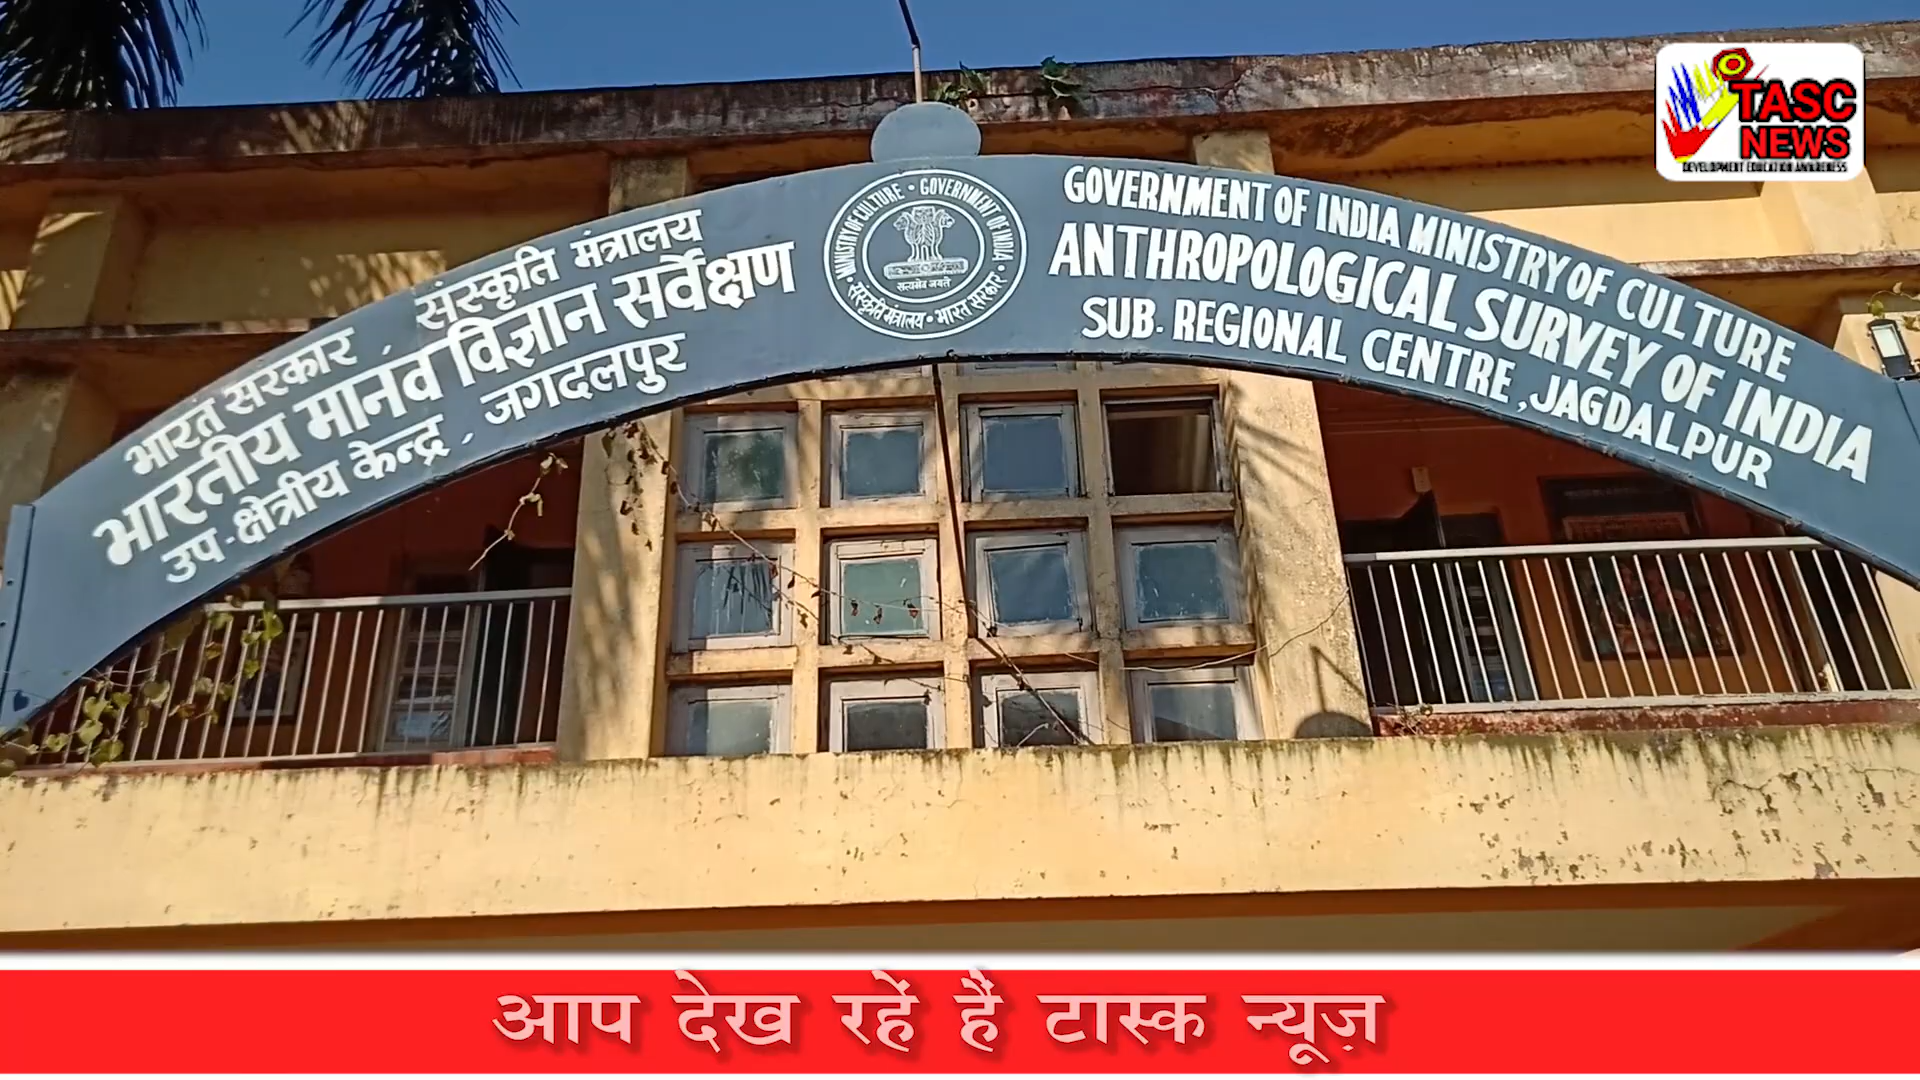 भारत सरकार संस्कृति मंत्रालय
भारतीय मानव विज्ञान सर्वेक्षण
उप-क्षेत्रीय केन्द्र, जगदलपुर
MINISTRY OF CULTURE • GOVERNMENT OF INDIA
सत्यमेव जयते
संस्कृति मंत्रालय • भारत सरकार
GOVERNMENT OF INDIA MINISTRY OF CULTURE
ANTHROPOLOGICAL SURVEY OF INDIA
SUB. REGIONAL CENTRE, JAGDALPUR
TASC
NEWS
DEVELOPMENT EDUCATION AWARENESS
आप देख रहें हैं टास्क न्यूज़